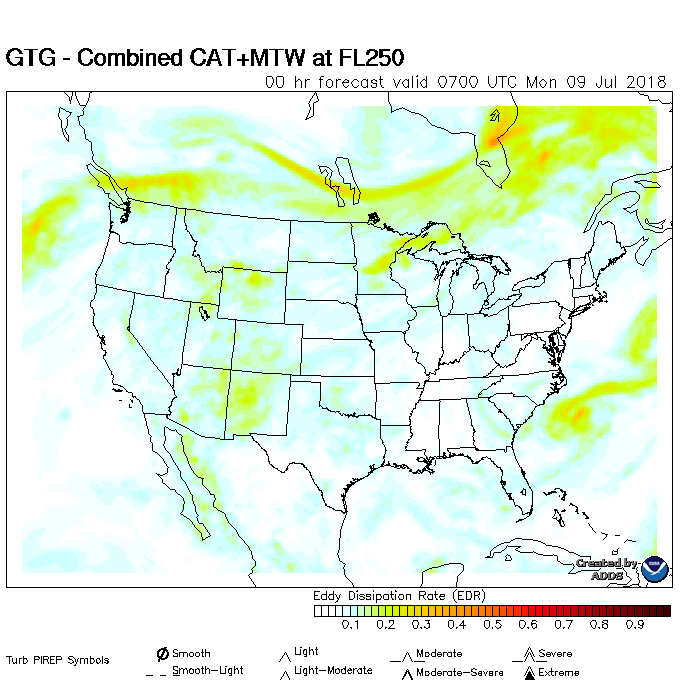 GTG - Combined CAT+MTW at FL250
00 hr forecast valid 0700 UTC Mon 09 Jul 2018
Created by
ADDS
Eddy Dissipation Rate (EDR)
0.1 0.2 0.3 0.4 0.5 0.6 0.7 0.8 0.9
Turb PIREP Symbols
Smooth Light Moderate Severe
Smooth-Light Light-Moderate Moderate-Severe Extreme